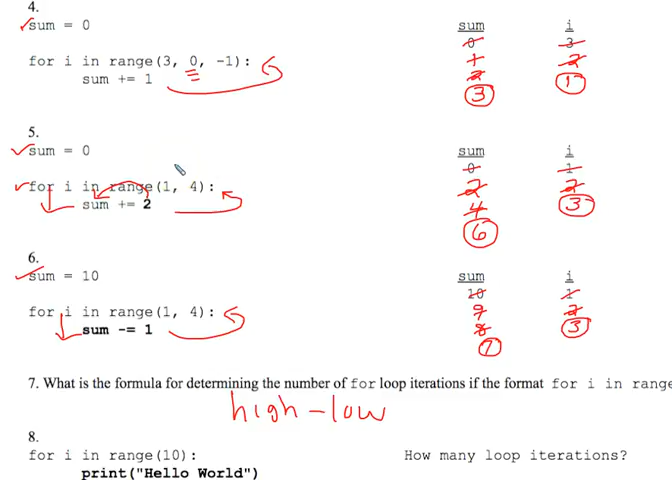 4.
sum = 0 sum i
0 3
for i in range(3, 0, -1): 1 2
sum += 1 2 1
3
5.
sum = 0 sum i
0 1
for i in range(1, 4): 2 2
sum += 2 4 3
6
6.
sum = 10 sum i
10 1
for i in range(1, 4): 9 2
sum -= 1 8 3
7
7. What is the formula for determining the number of for loop iterations if the format for i in range
high - low
8.
for i in range(10): How many loop iterations?
print("Hello World")